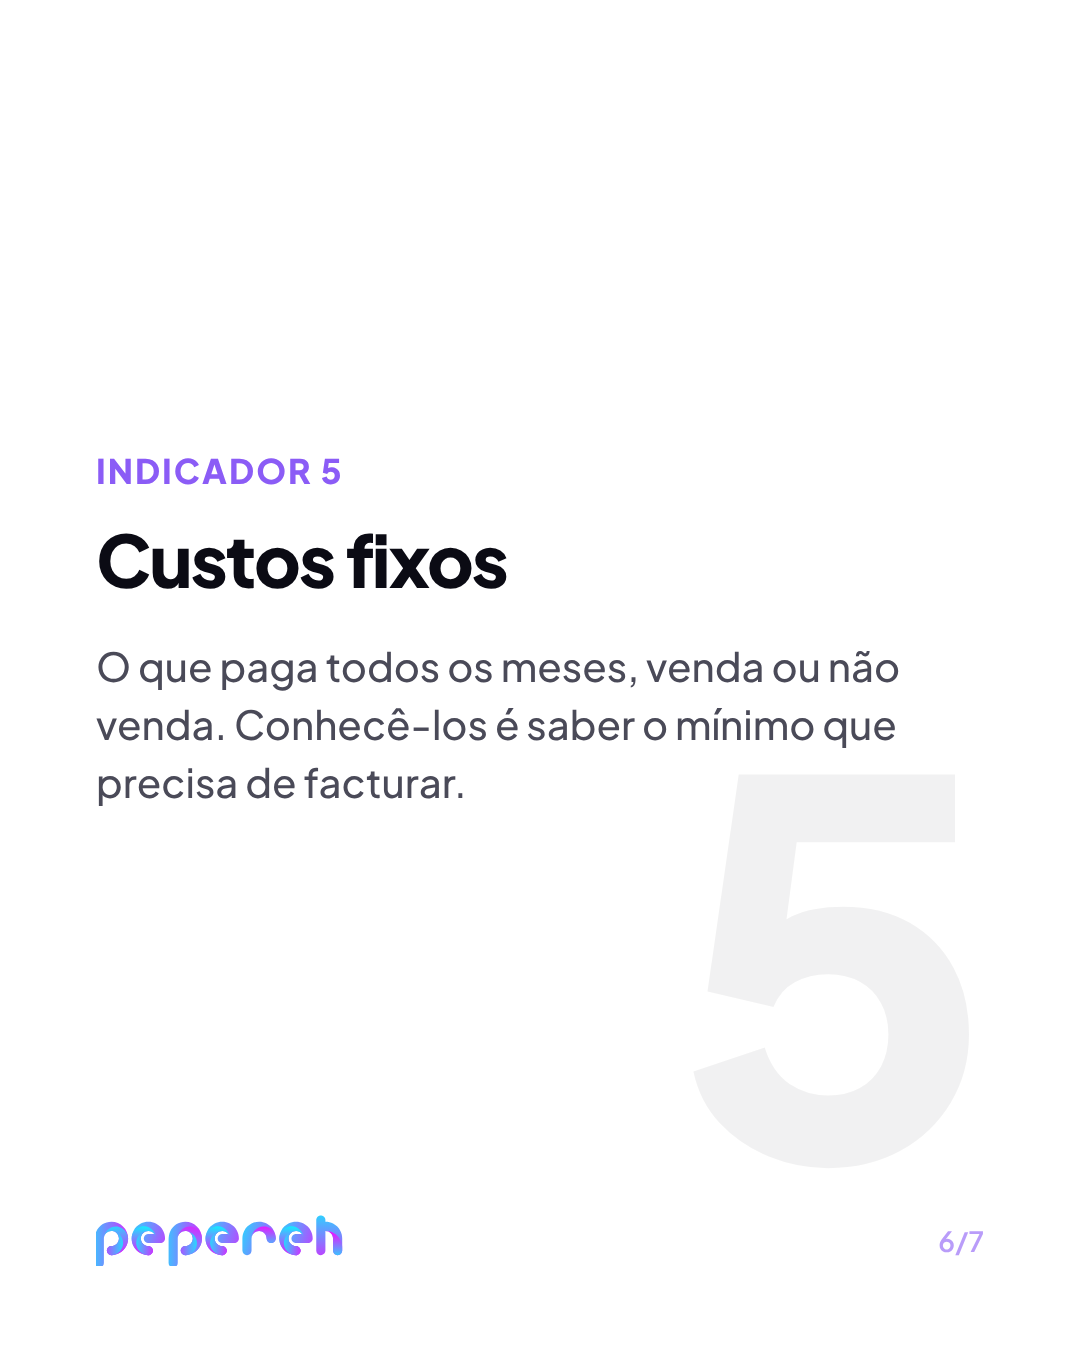 INDICADOR 5
Custos fixos
O que paga todos os meses, venda ou não
venda. Conhecê-los é saber o mínimo que
precisa de facturar.
5
pepereh
6/7